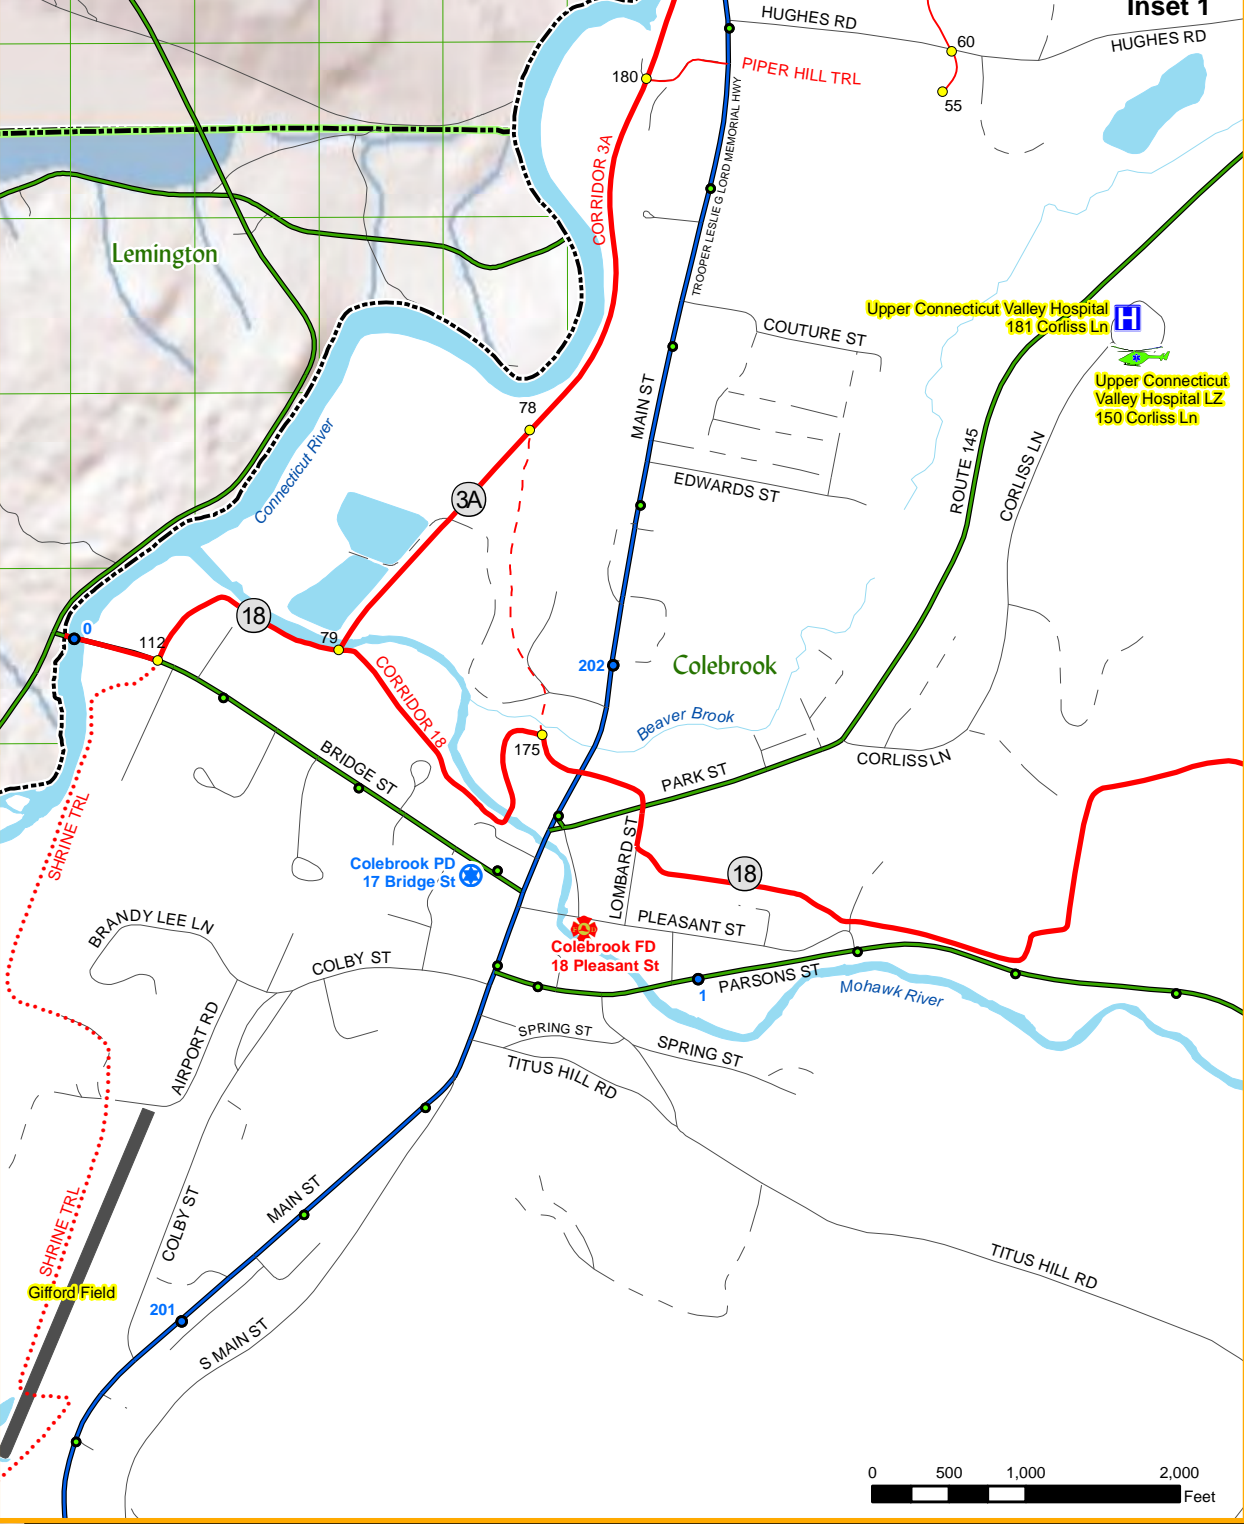 Inset 1
HUGHES RD
HUGHES RD
60
180
PIPER HILL TRL
55
TROOPER LESLIE G LORD MEMORIAL HWY
CORRIDOR 3A
Lemington
Upper Connecticut Valley Hospital
181 Corliss Ln
H
COUTURE ST
Upper Connecticut
Valley Hospital LZ
150 Corliss Ln
MAIN ST
78
Connecticut River
ROUTE 145
CORLISS LN
EDWARDS ST
3A
18
0
112
79
CORRIDOR 18
202
Colebrook
Beaver Brook
175
CORLISS LN
BRIDGE ST
PARK ST
SHRINE TRL
LOMBARD ST
Colebrook PD
17 Bridge St
18
BRANDY LEE LN
PLEASANT ST
Colebrook FD
18 Pleasant St
COLBY ST
PARSONS ST
1
Mohawk River
AIRPORT RD
SPRING ST
SPRING ST
TITUS HILL RD
COLBY ST
MAIN ST
SHRINE TRL
TITUS HILL RD
Gifford Field
201
S MAIN ST
0 500 1,000 2,000
Feet